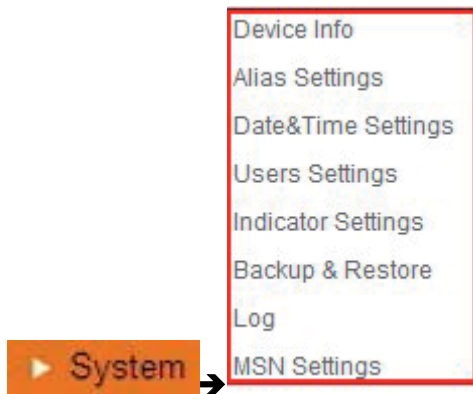 Device Info
Alias Settings
Date&Time Settings
Users Settings
Indicator Settings
Backup & Restore
Log
System
MSN Settings